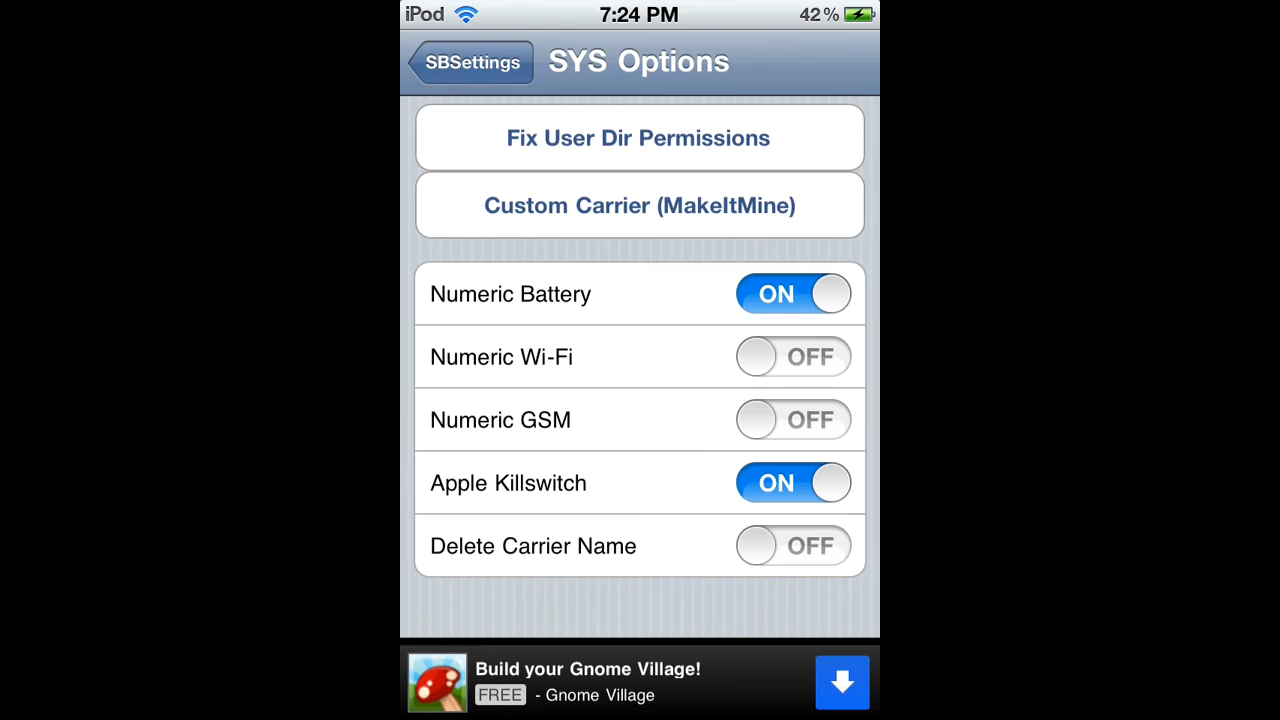 iPod 7:24 PM 42%
SBSettings SYS Options
Fix User Dir Permissions
Custom Carrier (MakeItMine)
Numeric Battery ON
Numeric Wi-Fi OFF
Numeric GSM OFF
Apple Killswitch ON
Delete Carrier Name OFF
Build your Gnome Village!
FREE - Gnome Village